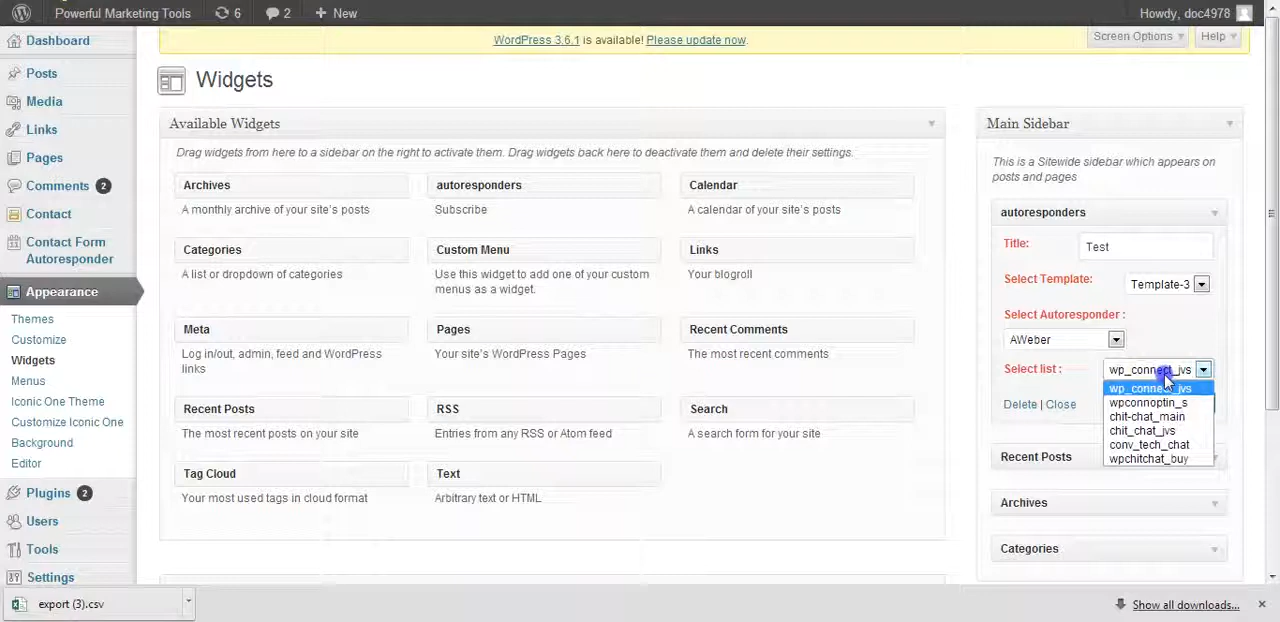 Powerful Marketing Tools 6 2 + New Howdy, doc4978
WordPress 3.6.1 is available! Please update now.
Screen Options Help
Dashboard
Posts
Media
Links
Pages
Comments 2
Contact
Contact Form
Autoresponder
Appearance
Themes
Customize
Widgets
Menus
Iconic One Theme
Customize Iconic One
Background
Editor
Plugins 2
Users
Tools
Settings
Widgets
Available Widgets
Drag widgets from here to a sidebar on the right to activate them. Drag widgets back here to deactivate them and delete their settings.
Archives
A monthly archive of your site's posts
autoresponders
Subscribe
Calendar
A calendar of your site's posts
Categories
A list or dropdown of categories
Custom Menu
Use this widget to add one of your custom
menus as a widget.
Links
Your blogroll
Meta
Log in/out, admin, feed and WordPress
links
Pages
Your site's WordPress Pages
Recent Comments
The most recent comments
Recent Posts
The most recent posts on your site
RSS
Entries from any RSS or Atom feed
Search
A search form for your site
Tag Cloud
Your most used tags in cloud format
Text
Arbitrary text or HTML
Main Sidebar
This is a Sitewide sidebar which appears on
posts and pages
autoresponders
Title: Test
Select Template: Template-3
Select Autoresponder :
AWeber
Select list : wp_connect_jvs
wp_connect_jvs
wpconnoptin_s
chit-chat_main
chit_chat_jvs
conv_tech_chat
wpchitchat_buy
Delete | Close
Recent Posts
Archives
Categories
export (3).csv
Show all downloads...